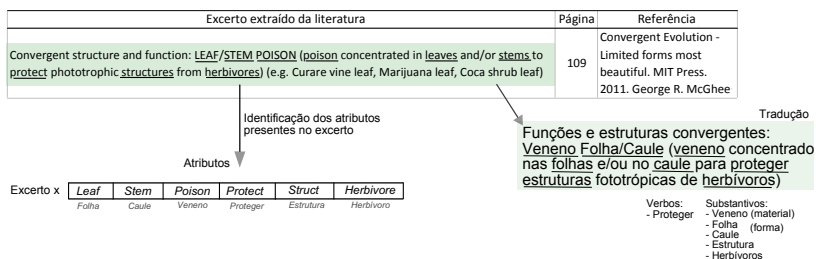 Excerto extraído da literatura
Página
Referência
Convergent structure and function: LEAF/STEM POISON (poison concentrated in leaves and/or stems to
protect phototrophic structures from herbivores) (e.g. Curare vine leaf, Marijuana leaf, Coca shrub leaf)
109
Convergent Evolution -
Limited forms most
beautiful. MIT Press.
2011. George R. McGhee
Identificação dos atributos
presentes no excerto
Tradução
Funções e estruturas convergentes:
Veneno Folha/Caule (veneno concentrado
nas folhas e/ou no caule para proteger
estruturas fototrópicas de herbívoros)
Atributos
Excerto x
Leaf Stem Poison Protect Struct Herbivore
Folha Caule Veneno Proteger Estrutura Herbívoro
Verbos:
- Proteger
Substantivos:
- Veneno (material)
- Folha (forma)
- Caule
- Estrutura
- Herbívoros